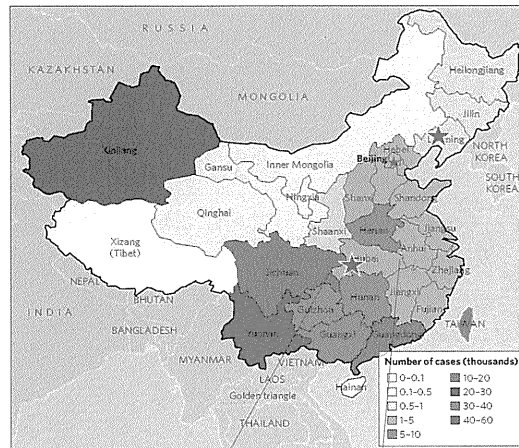 RUSSIA
KAZAKHSTAN
MONGOLIA
Heilongjiang
Jilin
Liaoning
NORTH
KOREA
SOUTH
KOREA
Xinjiang
Gansu
Inner Mongolia
Beijing
Hebei
Ningxia
Shanxi
Shandong
Qinghai
Shaanxi
Henan
Jiangsu
Xizang
(Tibet)
Hubei
Anhui
Zhejiang
Sichuan
Hunan
Jiangxi
Fujian
Guizhou
Yunnan
Guangxi
Guangdong
TAIWAN
NEPAL
BHUTAN
INDIA
BANGLADESH
MYANMAR
VIETNAM
LAOS
Golden triangle
Hainan
THAILAND
Number of cases (thousands)
0–0.1
0.1–0.5
0.5–1
1–5
5–10
10–20
20–30
30–40
40–60